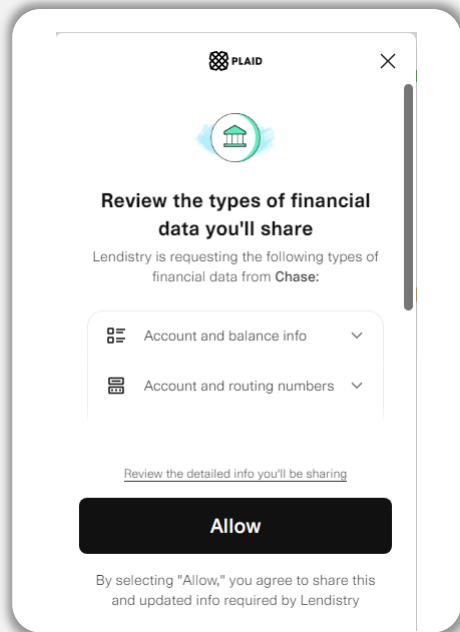 PLAID
Review the types of financial
data you'll share
Lendistry is requesting the following types of
financial data from Chase:
Account and balance info
Account and routing numbers
Review the detailed info you'll be sharing
Allow
By selecting "Allow," you agree to share this
and updated info required by Lendistry